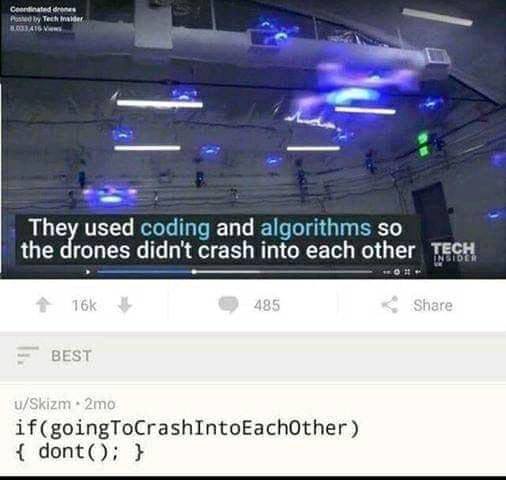 Coordinated drones
Posted by Tech Insider
8,033,416 Views
They used coding and algorithms so
the drones didn't crash into each other
TECH
INSIDER
UK
16k
485
Share
BEST
u/Skizm • 2mo
if(goingToCrashIntoEachOther)
{ dont(); }